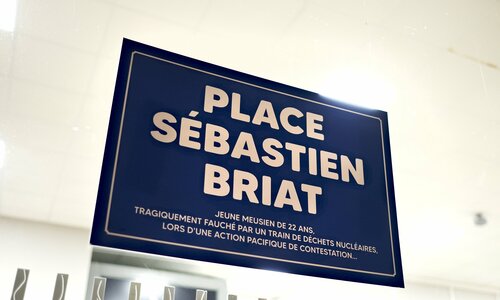 PLACE
SÉBASTIEN
BRIAT
JEUNE MEUSIEN DE 22 ANS,
TRAGIQUEMENT FAUCHÉ PAR UN TRAIN DE DÉCHETS NUCLÉAIRES,
LORS D'UNE ACTION PACIFIQUE DE CONTESTATION...